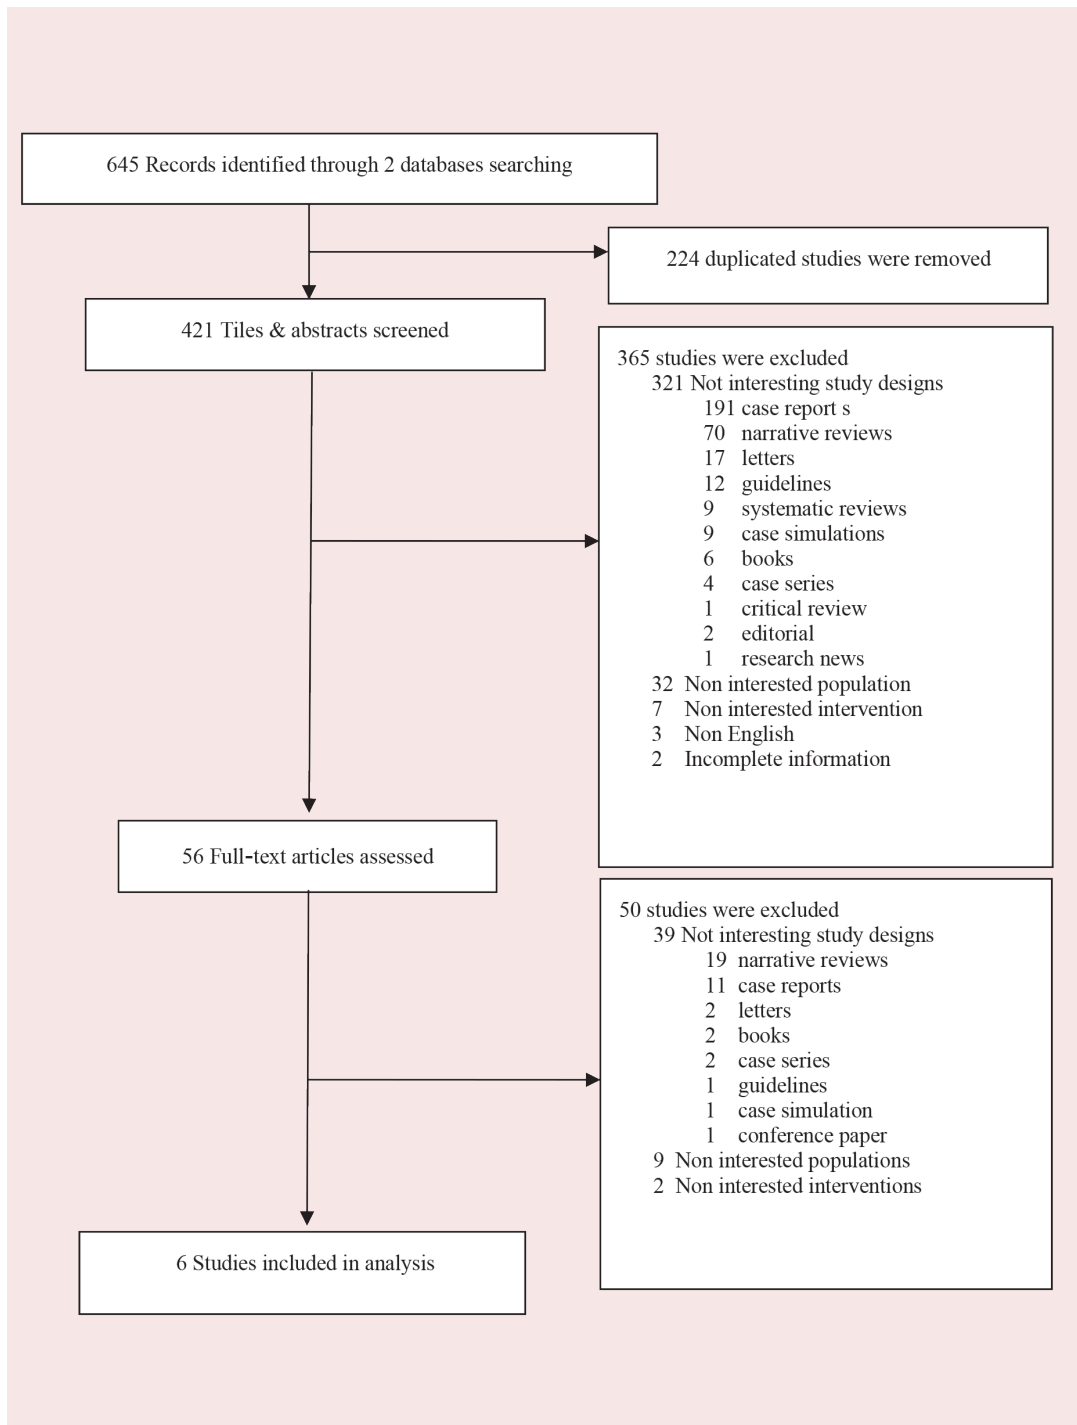 645 Records identified through 2 databases searching
224 duplicated studies were removed
421 Tiles & abstracts screened
365 studies were excluded
321 Not interesting study designs
191 case report s
70 narrative reviews
17 letters
12 guidelines
9 systematic reviews
9 case simulations
6 books
4 case series
1 critical review
2 editorial
1 research news
32 Non interested population
7 Non interested intervention
3 Non English
2 Incomplete information
56 Full-text articles assessed
50 studies were excluded
39 Not interesting study designs
19 narrative reviews
11 case reports
2 letters
2 books
2 case series
1 guidelines
1 case simulation
1 conference paper
9 Non interested populations
2 Non interested interventions
6 Studies included in analysis